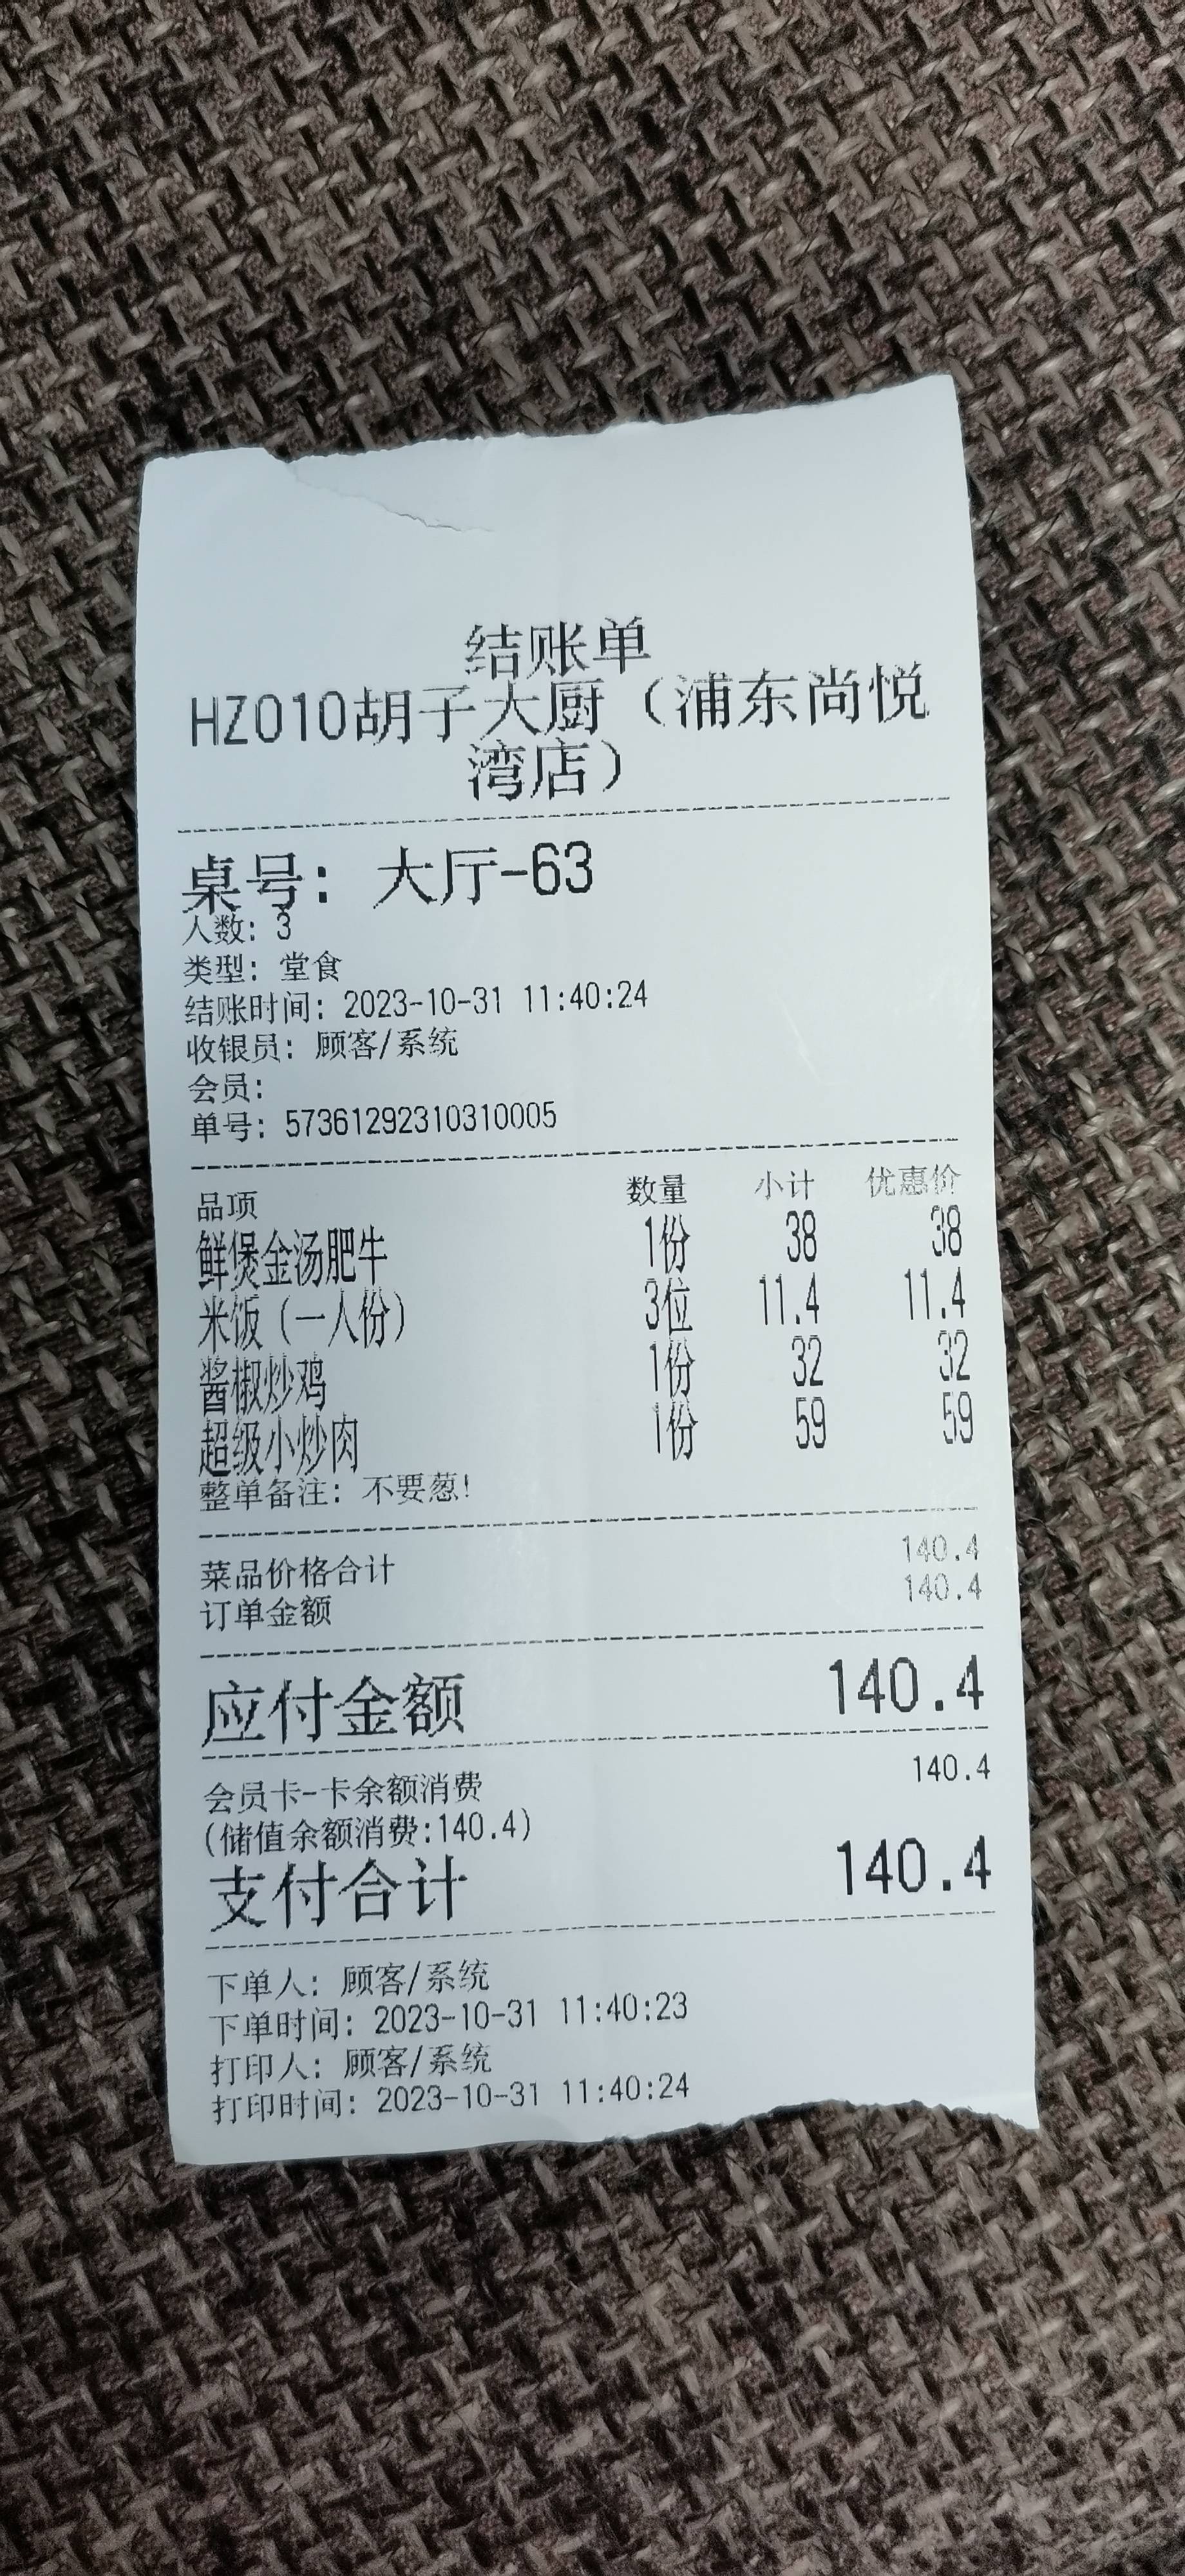 结账单
HZ010胡子大厨（浦东尚悦
湾店）
桌号： 大厅-63
人数: 3
类型: 堂食
结账时间: 2023-10-31 11:40:24
收银员: 顾客/系统
会员:
单号: 57361292310310005
品项 数量 小计 优惠价
鲜煲金汤肥牛 1份 38 38
米饭（一人份） 3位 11.4 11.4
酱椒炒鸡 1份 32 32
超级小炒肉 1份 59 59
整单备注: 不要葱!
菜品价格合计 140.4
订单金额 140.4
应付金额 140.4
会员卡-卡余额消费 140.4
(储值余额消费:140.4)
支付合计 140.4
下单人: 顾客/系统
下单时间: 2023-10-31 11:40:23
打印人: 顾客/系统
打印时间: 2023-10-31 11:40:24